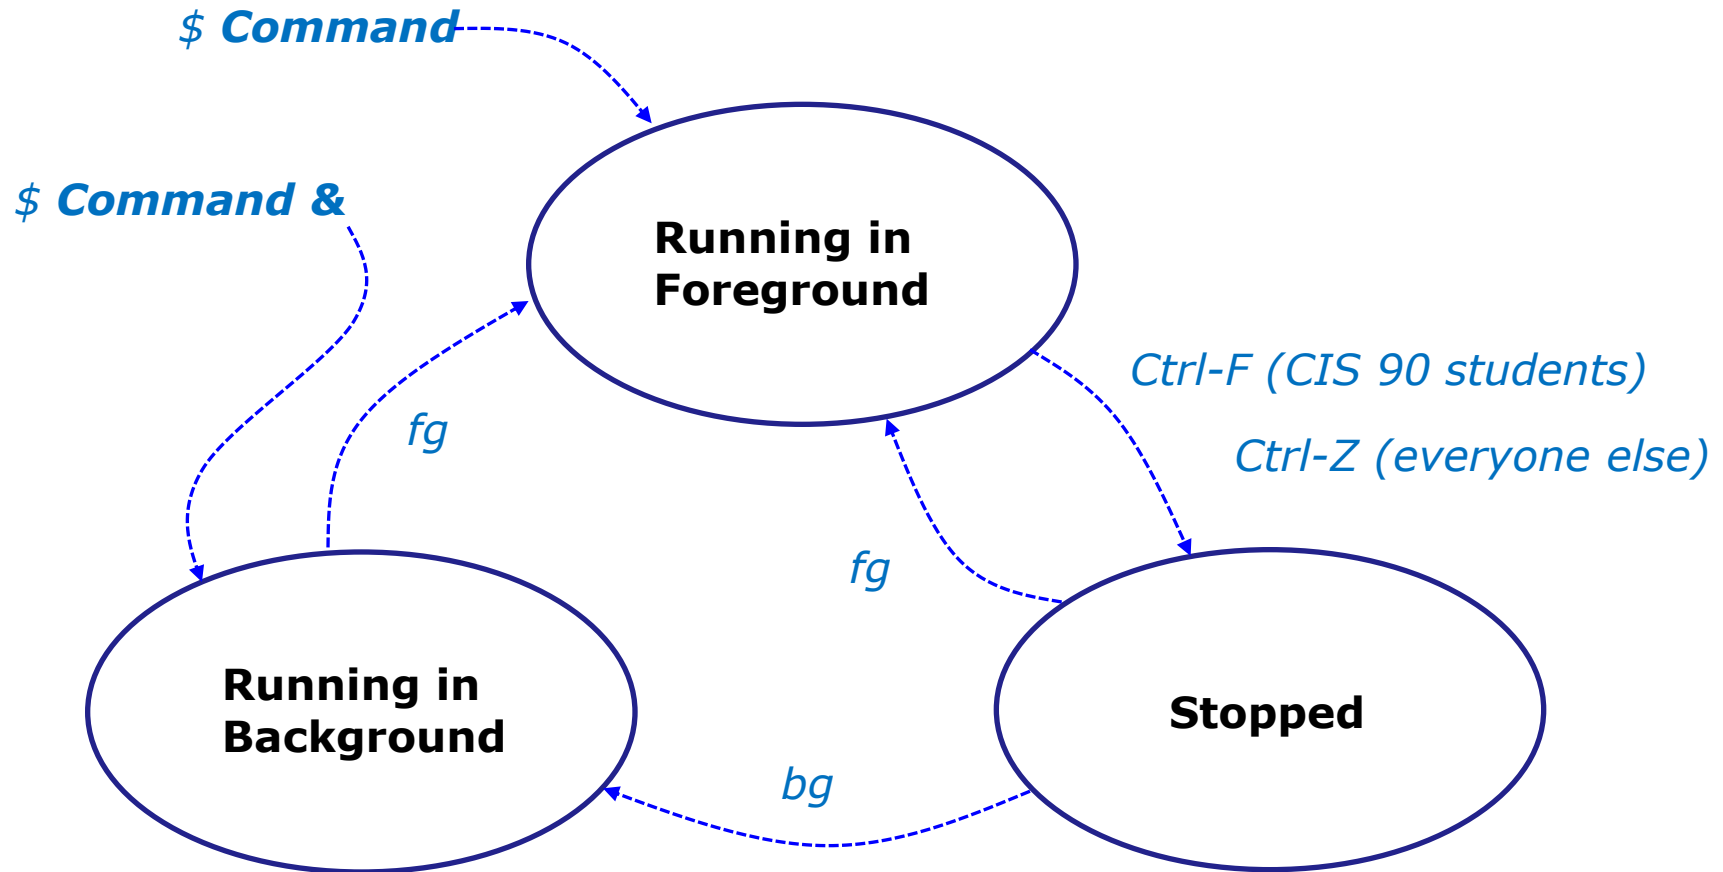 $ Command
$ Command &
Running in
Foreground
Ctrl-F (CIS 90 students)
fg
Ctrl-Z (everyone else)
fg
Running in
Background
Stopped
bg